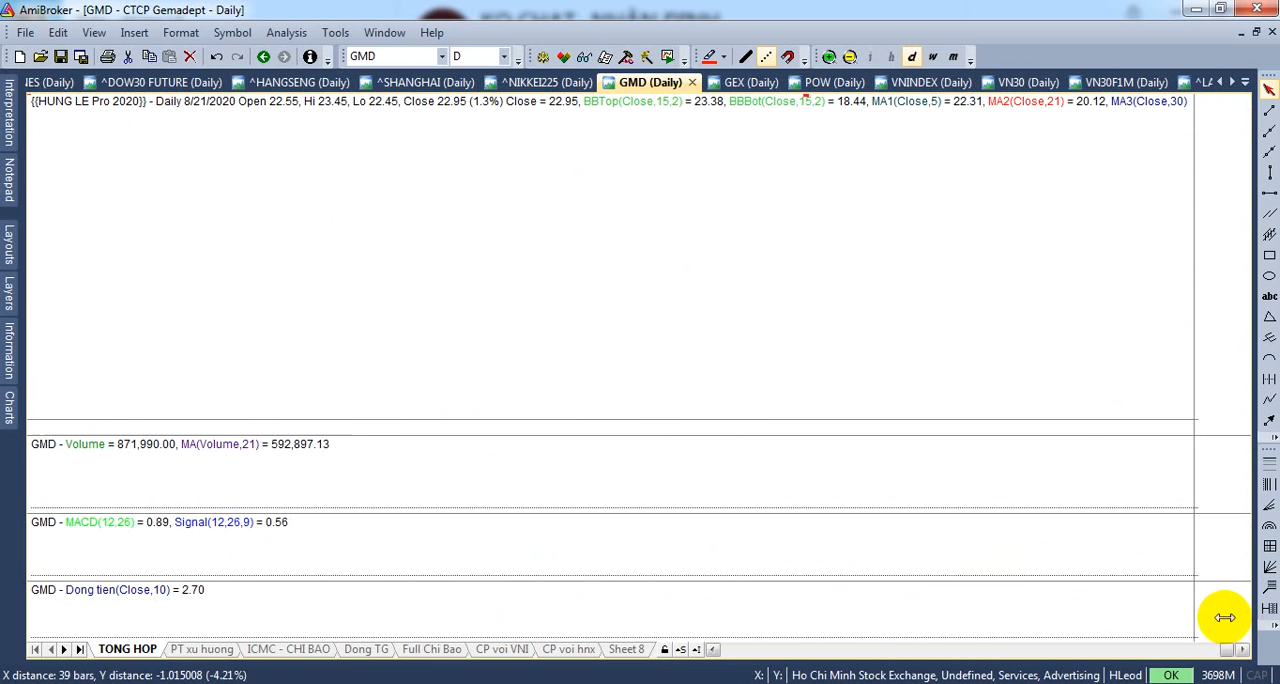 AmiBroker - [GMD - CTCP Gemadept - Daily]
File Edit View Insert Format Symbol Analysis Tools Window Help
GMD D i h d w m
IES (Daily) ^DOW30 FUTURE (Daily) ^HANGSENG (Daily) ^SHANGHAI (Daily) ^NIKKEI225 (Daily) GMD (Daily) GEX (Daily) POW (Daily) VNINDEX (Daily) VN30 (Daily) VN30F1M (Daily)
{{HUNG LE Pro 2020}} - Daily 8/21/2020 Open 22.55, Hi 23.45, Lo 22.45, Close 22.95 (1.3%) Close = 22.95, BBTop(Close,15,2) = 23.38, BBBot(Close,15,2) = 18.44, MA1(Close,5) = 22.31, MA2(Close,21) = 20.12, MA3(Close,30)
Interpretation
Notepad
Layouts
Layers
Information
Charts
abc
GMD - Volume = 871,990.00, MA(Volume,21) = 592,897.13
GMD - MACD(12,26) = 0.89, Signal(12,26,9) = 0.56
GMD - Dong tien(Close,10) = 2.70
TONG HOP PT xu huong ICMC - CHI BAO Dong TG Full Chi Bao CP voi VNI CP voi hnx Sheet 8
X distance: 39 bars, Y distance: -1.015008 (-4.21%) X: Y: Ho Chi Minh Stock Exchange, Undefined, Services, Advertising HLeod OK 3698M CAP